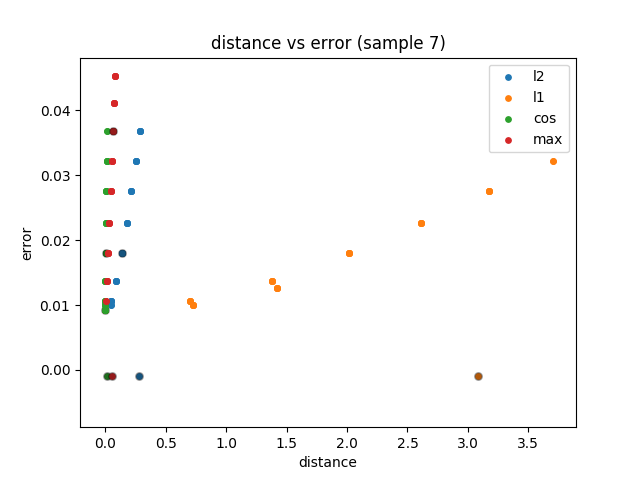 distance vs error (sample 7)
l2
l1
cos
max
0.04
0.03
0.02
0.01
0.00
error
0.0 0.5 1.0 1.5 2.0 2.5 3.0 3.5
distance